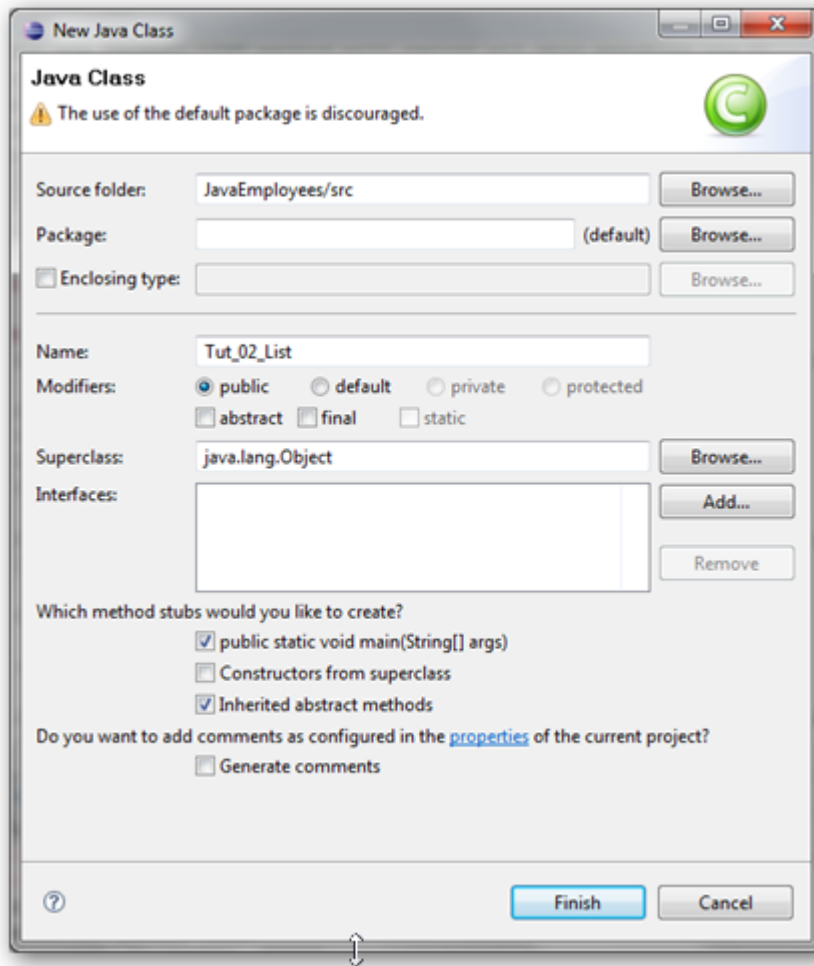 New Java Class
Java Class
The use of the default package is discouraged.
Source folder: JavaEmployees/src Browse...
Package: (default) Browse...
Enclosing type: Browse...
Name: Tut_02_List
Modifiers: public default private protected
abstract final static
Superclass: java.lang.Object Browse...
Interfaces: Add...
Remove
Which method stubs would you like to create?
public static void main(String[] args)
Constructors from superclass
Inherited abstract methods
Do you want to add comments as configured in the properties of the current project?
Generate comments
Finish Cancel